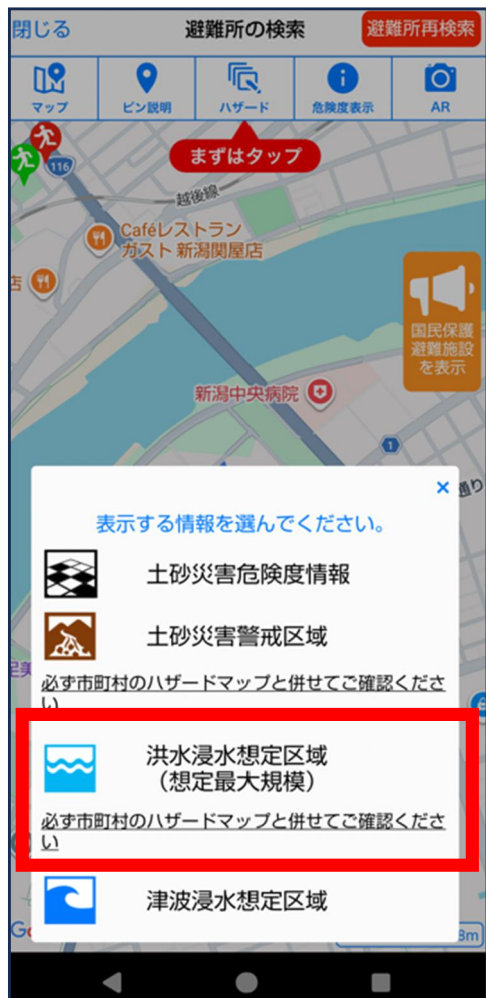 閉じる
避難所の検索
避難所再検索
マップ
ピン説明
ハザード
危険度表示
AR
まずはタップ
116
越後線
Caféレストラン
ガスト 新潟関屋店
店
国民保護
避難施設
を表示
新潟中央病院
1
通り
×
表示する情報を選んでください。
土砂災害危険度情報
土砂災害警戒区域
必ず市町村のハザードマップと併せてご確認くださ
い
洪水浸水想定区域
（想定最大規模）
必ず市町村のハザードマップと併せてご確認くださ
い
津波浸水想定区域